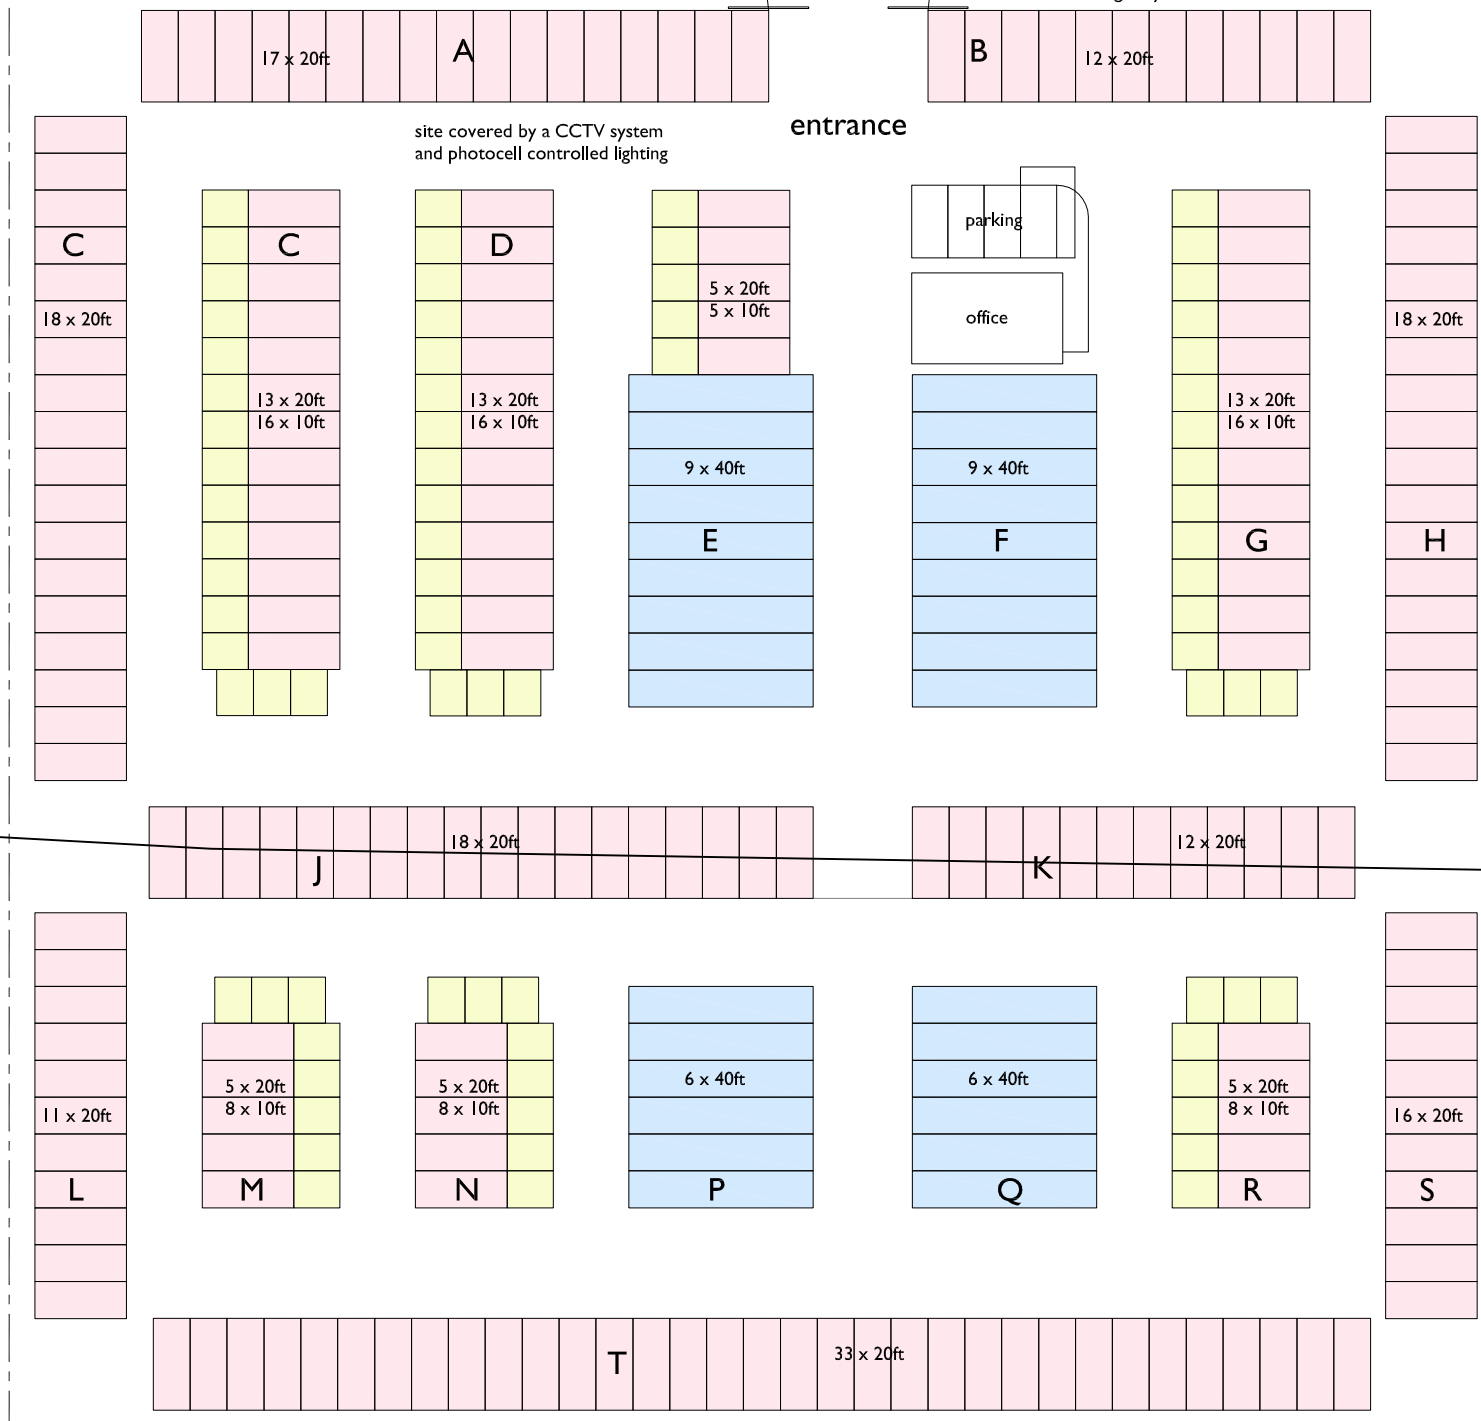 A
17 x 20ft
B
12 x 20ft
entrance
site covered by a CCTV system
and photocell controlled lighting
C
18 x 20ft
C
13 x 20ft
16 x 10ft
D
13 x 20ft
16 x 10ft
5 x 20ft
5 x 10ft
9 x 40ft
E
parking
office
9 x 40ft
F
13 x 20ft
16 x 10ft
G
18 x 20ft
H
18 x 20ft
J
12 x 20ft
K
11 x 20ft
L
5 x 20ft
8 x 10ft
M
5 x 20ft
8 x 10ft
N
6 x 40ft
P
6 x 40ft
Q
5 x 20ft
8 x 10ft
R
16 x 20ft
S
T
33 x 20ft